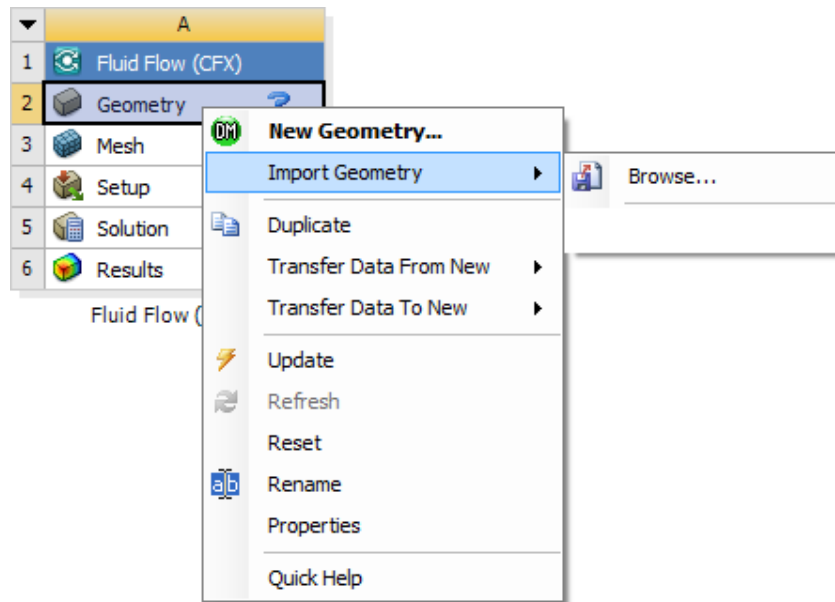 A
1 Fluid Flow (CFX)
2 Geometry ?
3 Mesh
4 Setup
5 Solution
6 Results
Fluid Flow (
DM New Geometry...
Import Geometry
Duplicate
Transfer Data From New
Transfer Data To New
Update
Refresh
Reset
ab Rename
Properties
Quick Help
Browse...